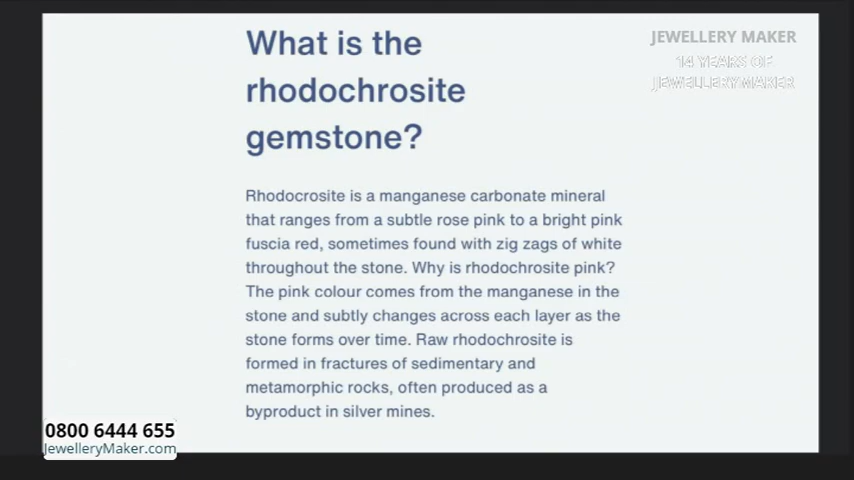 What is the
rhodochrosite
gemstone?
Rhodocrosite is a manganese carbonate mineral
that ranges from a subtle rose pink to a bright pink
fuscia red, sometimes found with zig zags of white
throughout the stone. Why is rhodochrosite pink?
The pink colour comes from the manganese in the
stone and subtly changes across each layer as the
stone forms over time. Raw rhodochrosite is
formed in fractures of sedimentary and
metamorphic rocks, often produced as a
byproduct in silver mines.
JEWELLERY MAKER
14 YEARS OF
JEWELLERYMAKER
0800 6444 655
JewelleryMaker.com